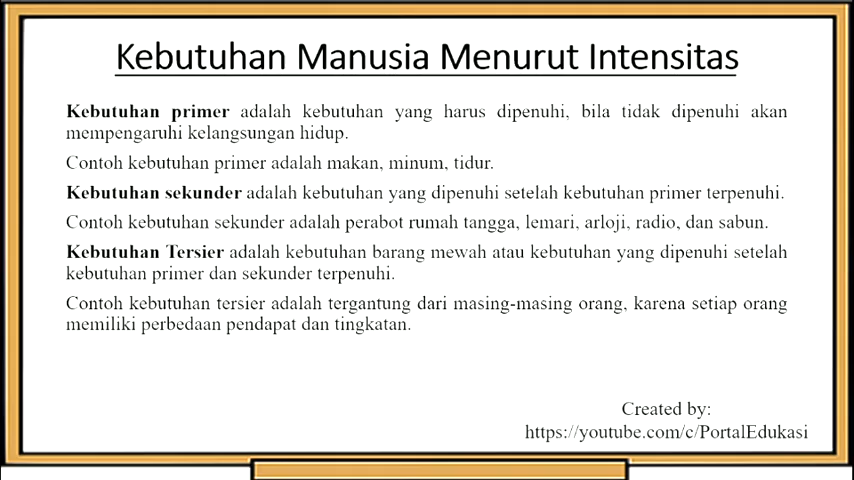 Kebutuhan Manusia Menurut Intensitas
Kebutuhan primer adalah kebutuhan yang harus dipenuhi, bila tidak dipenuhi akan
mempengaruhi kelangsungan hidup.
Contoh kebutuhan primer adalah makan, minum, tidur.
Kebutuhan sekunder adalah kebutuhan yang dipenuhi setelah kebutuhan primer terpenuhi.
Contoh kebutuhan sekunder adalah perabot rumah tangga, lemari, arloji, radio, dan sabun.
Kebutuhan Tersier adalah kebutuhan barang mewah atau kebutuhan yang dipenuhi setelah
kebutuhan primer dan sekunder terpenuhi.
Contoh kebutuhan tersier adalah tergantung dari masing-masing orang, karena setiap orang
memiliki perbedaan pendapat dan tingkatan.
Created by:
https://youtube.com/c/PortalEdukasi